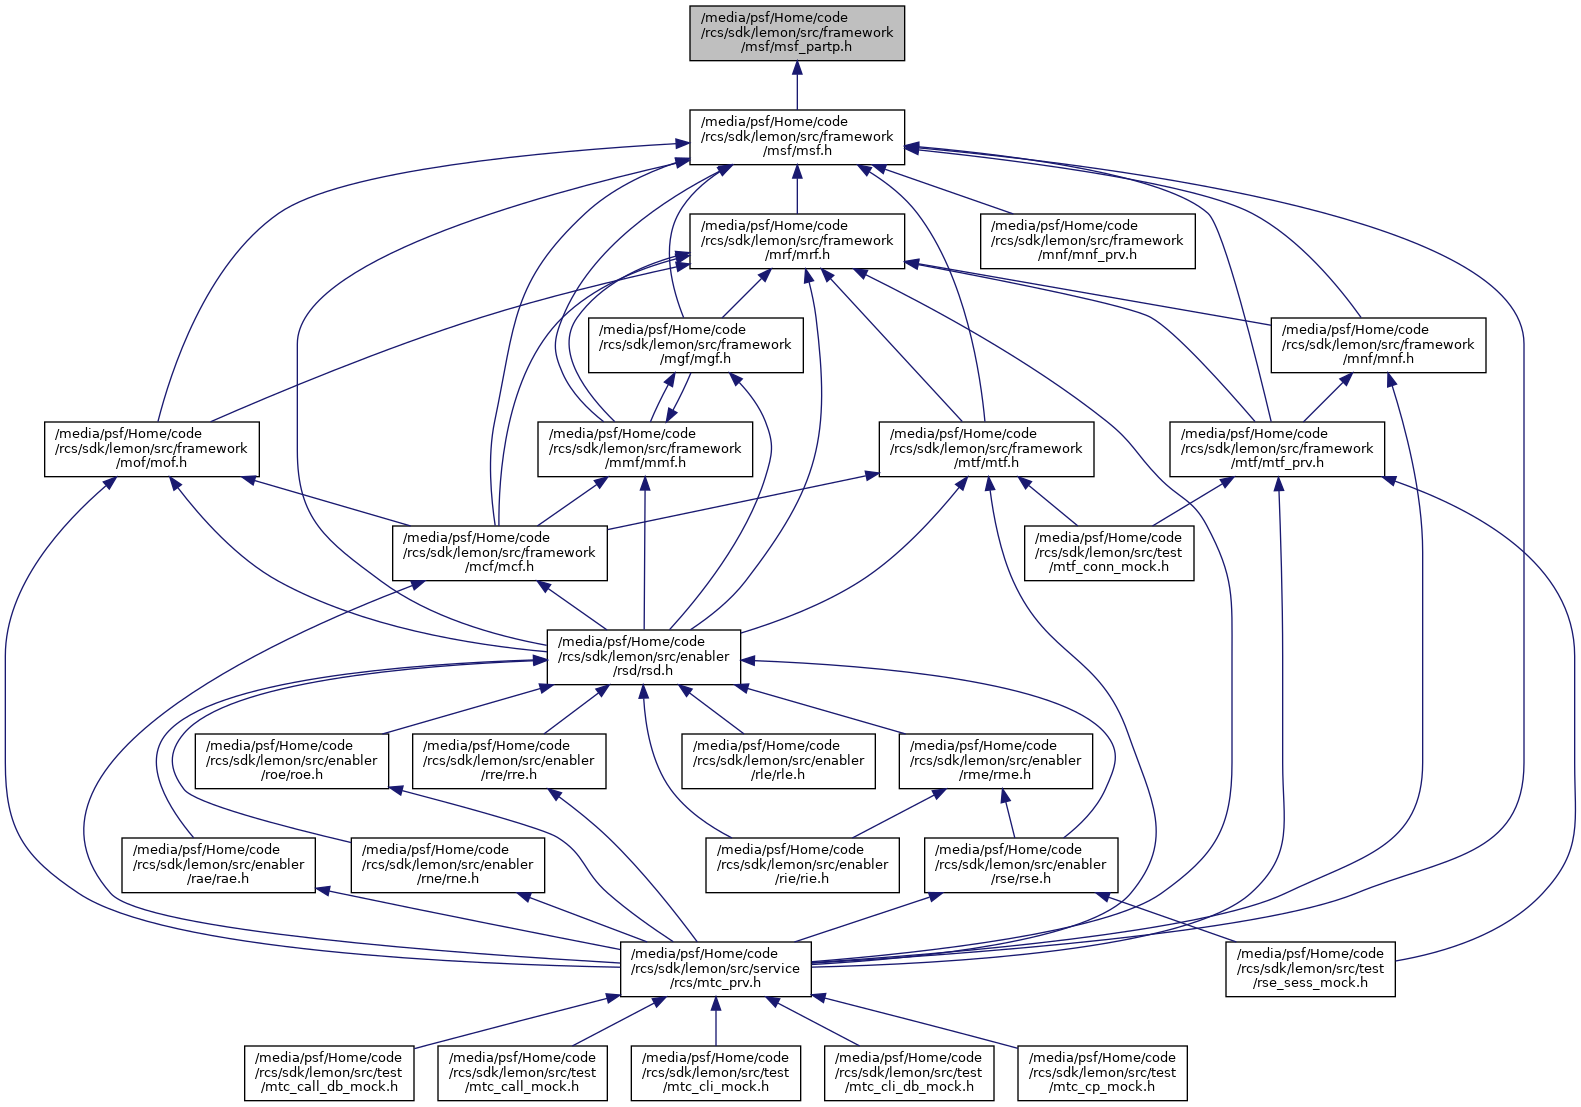 /media/psf/Home/code
/rcs/sdk/lemon/src/framework
/msf/msf_partp.h
/media/psf/Home/code
/rcs/sdk/lemon/src/framework
/msf/msf.h
/media/psf/Home/code
/rcs/sdk/lemon/src/framework
/mrf/mrf.h
/media/psf/Home/code
/rcs/sdk/lemon/src/framework
/mnf/mnf_prv.h
/media/psf/Home/code
/rcs/sdk/lemon/src/framework
/mgf/mgf.h
/media/psf/Home/code
/rcs/sdk/lemon/src/framework
/mnf/mnf.h
/media/psf/Home/code
/rcs/sdk/lemon/src/framework
/mof/mof.h
/media/psf/Home/code
/rcs/sdk/lemon/src/framework
/mmf/mmf.h
/media/psf/Home/code
/rcs/sdk/lemon/src/framework
/mtf/mtf.h
/media/psf/Home/code
/rcs/sdk/lemon/src/framework
/mtf/mtf_prv.h
/media/psf/Home/code
/rcs/sdk/lemon/src/framework
/mcf/mcf.h
/media/psf/Home/code
/rcs/sdk/lemon/src/test
/mtf_conn_mock.h
/media/psf/Home/code
/rcs/sdk/lemon/src/enabler
/rsd/rsd.h
/media/psf/Home/code
/rcs/sdk/lemon/src/enabler
/roe/roe.h
/media/psf/Home/code
/rcs/sdk/lemon/src/enabler
/rre/rre.h
/media/psf/Home/code
/rcs/sdk/lemon/src/enabler
/rle/rle.h
/media/psf/Home/code
/rcs/sdk/lemon/src/enabler
/rme/rme.h
/media/psf/Home/code
/rcs/sdk/lemon/src/enabler
/rae/rae.h
/media/psf/Home/code
/rcs/sdk/lemon/src/enabler
/rne/rne.h
/media/psf/Home/code
/rcs/sdk/lemon/src/enabler
/rie/rie.h
/media/psf/Home/code
/rcs/sdk/lemon/src/enabler
/rse/rse.h
/media/psf/Home/code
/rcs/sdk/lemon/src/service
/rcs/mtc_prv.h
/media/psf/Home/code
/rcs/sdk/lemon/src/test
/rse_sess_mock.h
/media/psf/Home/code
/rcs/sdk/lemon/src/test
/mtc_call_db_mock.h
/media/psf/Home/code
/rcs/sdk/lemon/src/test
/mtc_call_mock.h
/media/psf/Home/code
/rcs/sdk/lemon/src/test
/mtc_cli_mock.h
/media/psf/Home/code
/rcs/sdk/lemon/src/test
/mtc_cli_db_mock.h
/media/psf/Home/code
/rcs/sdk/lemon/src/test
/mtc_cp_mock.h